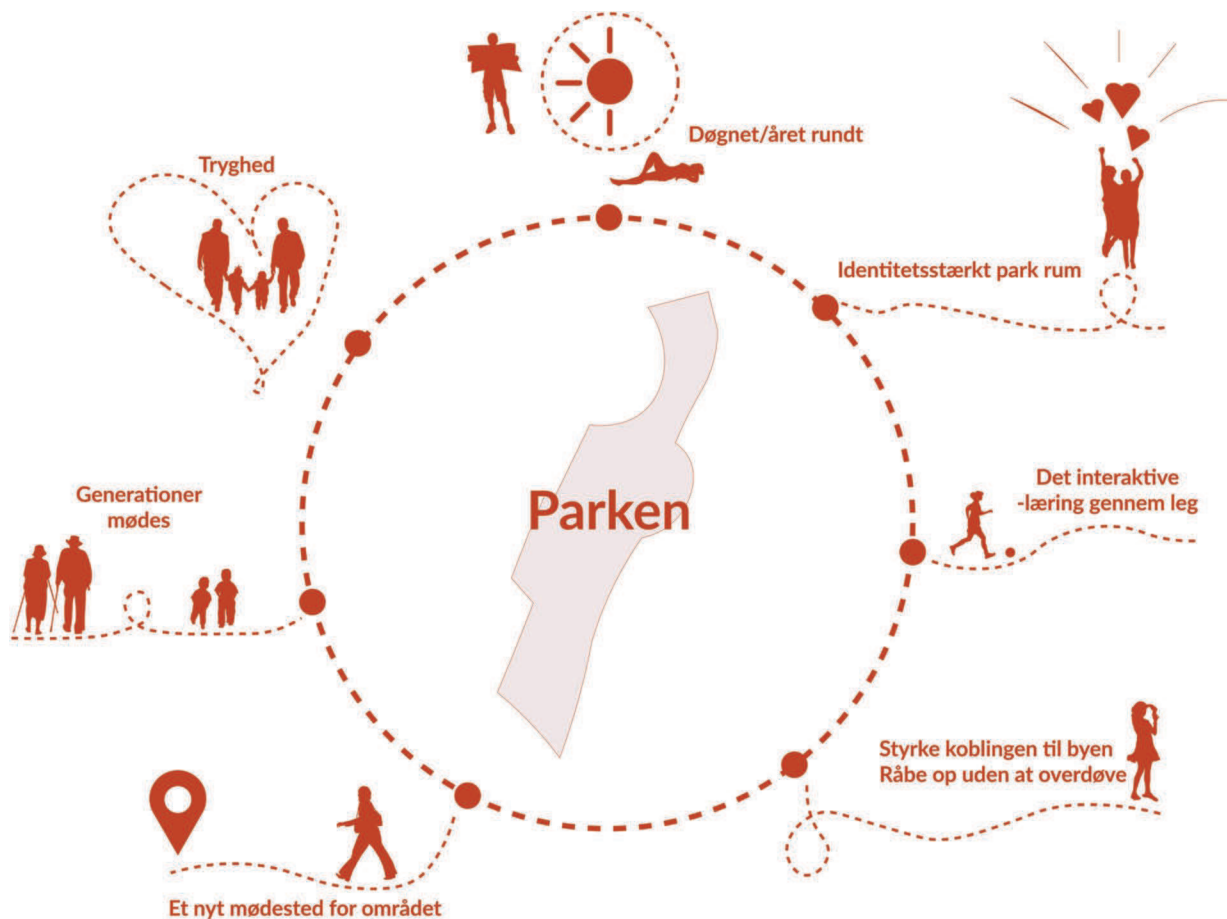 Døgnet/året rundt
Tryghed
Identitetsstærkt park rum
Generationer
mødes
Parken
Det interaktive
-læring gennem leg
Styrke koblingen til byen
Råbe op uden at overdøve
Et nyt mødested for området